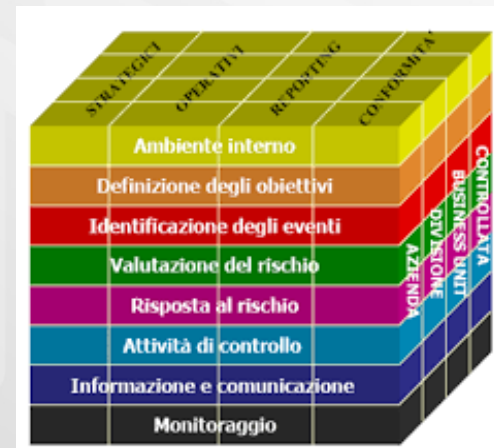 STRATEGICI
OPERATIVI
REPORTING
CONFORMITA'
Ambiente interno
Definizione degli obiettivi
Identificazione degli eventi
Valutazione del rischio
Risposta al rischio
Attività di controllo
Informazione e comunicazione
Monitoraggio
AZIENDA
DIVISIONE
BUSINESS UNIT
CONTROLLATA